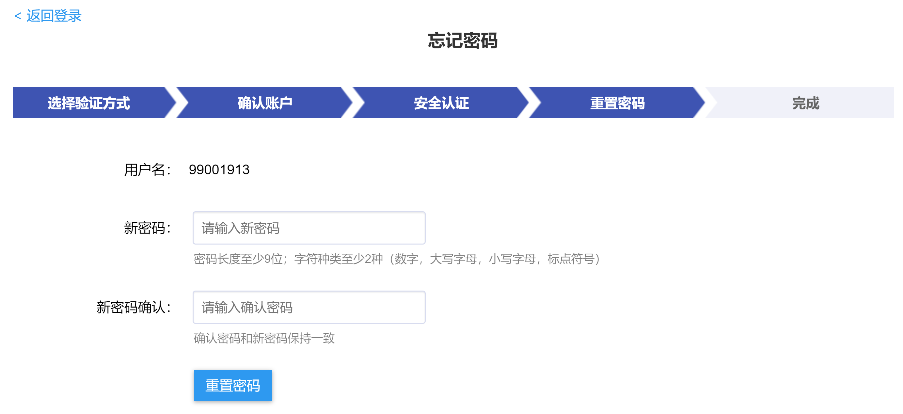 < 返回登录
忘记密码
选择验证方式 确认账户 安全认证 重置密码 完成
用户名： 99001913
新密码： 请输入新密码
密码长度至少9位；字符种类至少2种（数字，大写字母，小写字母，标点符号）
新密码确认： 请输入确认密码
确认密码和新密码保持一致
重置密码